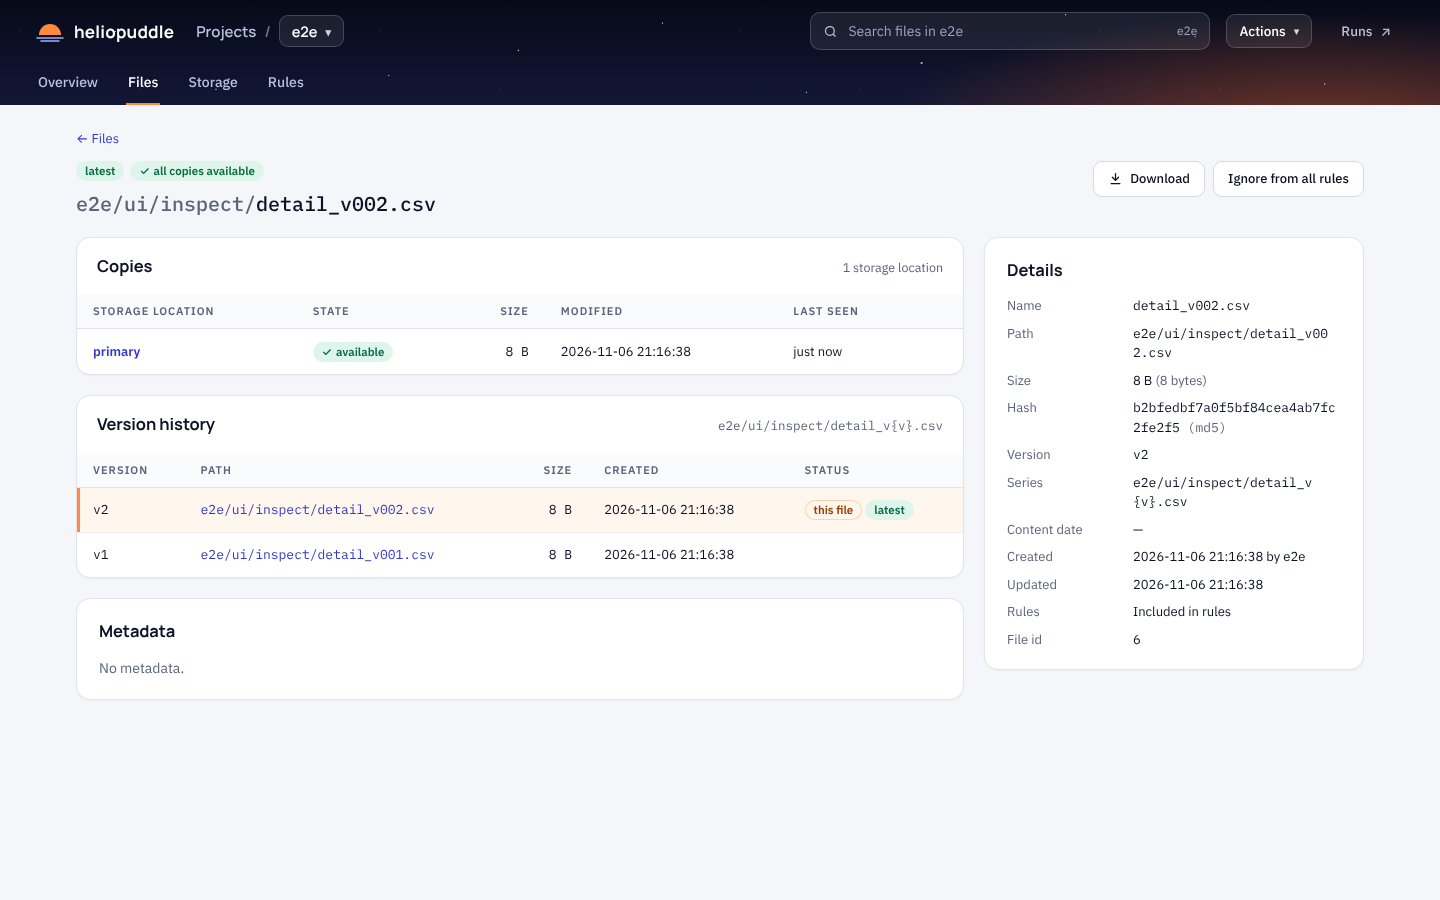 heliopuddle Projects / e2e ▾ Search files in e2e e2e Actions ▾ Runs ↗
Overview Files Storage Rules
← Files
latest ✓ all copies available
Download Ignore from all rules
e2e/ui/inspect/detail_v002.csv
Copies 1 storage location
STORAGE LOCATION STATE SIZE MODIFIED LAST SEEN
primary ✓ available 8 B 2026-11-06 21:16:38 just now
Version history e2e/ui/inspect/detail_v{v}.csv
VERSION PATH SIZE CREATED STATUS
v2 e2e/ui/inspect/detail_v002.csv 8 B 2026-11-06 21:16:38 this file latest
v1 e2e/ui/inspect/detail_v001.csv 8 B 2026-11-06 21:16:38
Metadata
No metadata.
Details
Name detail_v002.csv
Path e2e/ui/inspect/detail_v00
2.csv
Size 8 B (8 bytes)
Hash b2bfedbf7a0f5bf84cea4ab7fc
2fe2f5 (md5)
Version v2
Series e2e/ui/inspect/detail_v
{v}.csv
Content date —
Created 2026-11-06 21:16:38 by e2e
Updated 2026-11-06 21:16:38
Rules Included in rules
File id 6